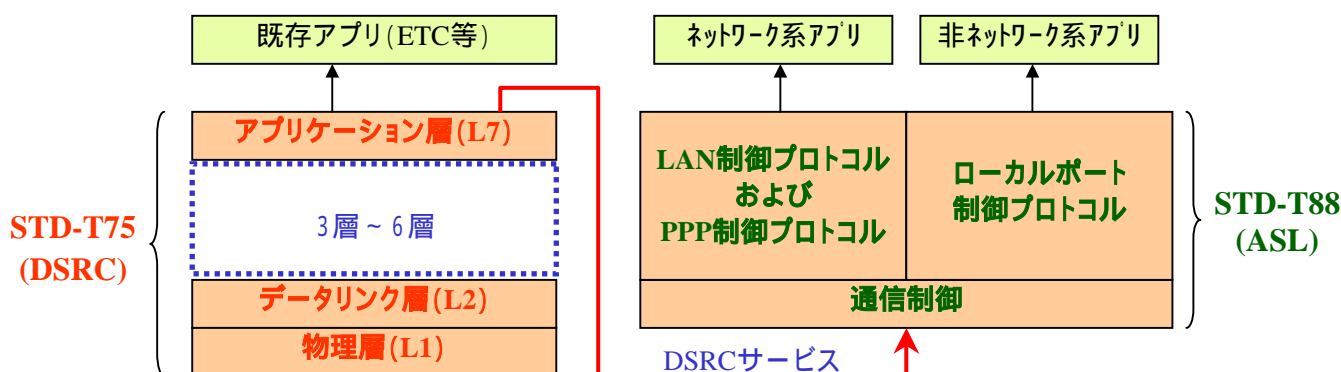 既存アプリ(ETC等)
ネットワーク系アプリ
非ネットワーク系アプリ
アプリケーション層(L7)
3層～6層
データリンク層(L2)
物理層(L1)
STD-T75
(DSRC)
LAN制御プロトコル
および
PPP制御プロトコル
ローカルポート
制御プロトコル
通信制御
STD-T88
(ASL)
DSRCサービス